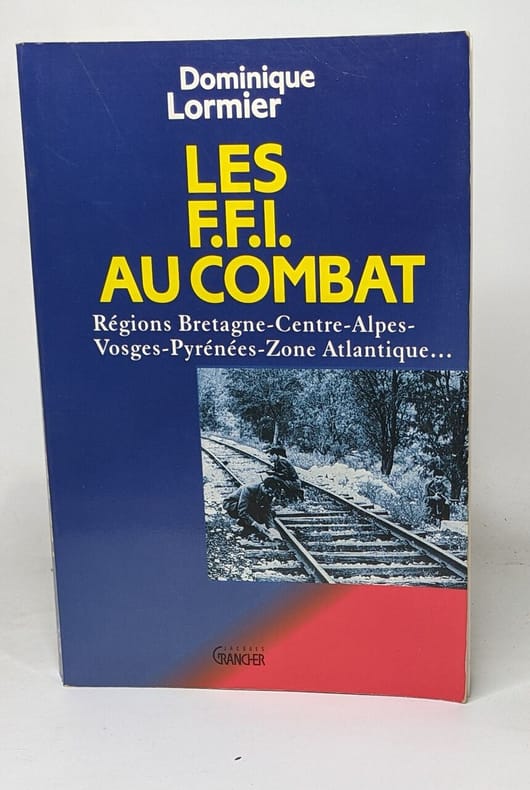 Dominique
Lormier
LES
F.F.I.
AU COMBAT
Régions Bretagne-Centre-Alpes-
Vosges-Pyrénées-Zone Atlantique...
JACQUES
GRANCHER